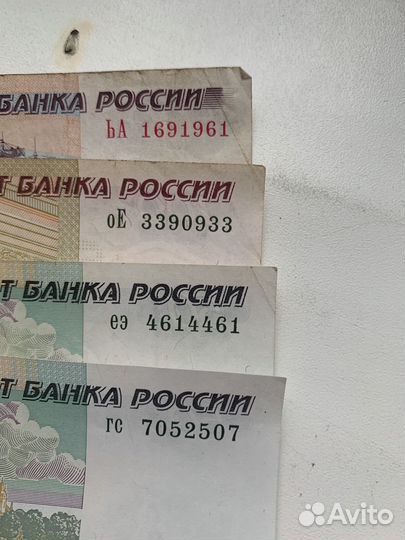 БАНКА РОССИИ
ЬА 1691961
Т БАНКА РОССИИ
оЕ 3390933
Т БАНКА РОССИИ
еэ 4614461
Т БАНКА РОССИИ
гс 7052507
Avito